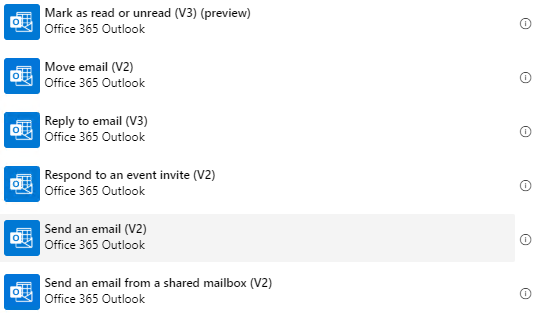 Mark as read or unread (V3) (preview)
Office 365 Outlook
Move email (V2)
Office 365 Outlook
Reply to email (V3)
Office 365 Outlook
Respond to an event invite (V2)
Office 365 Outlook
Send an email (V2)
Office 365 Outlook
Send an email from a shared mailbox (V2)
Office 365 Outlook